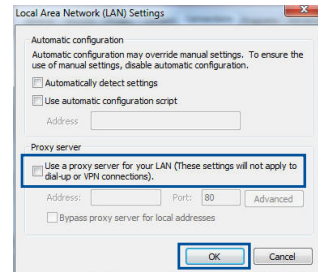 Local Area Network (LAN) Settings
Automatic configuration
Automatic configuration may override manual settings. To ensure the
use of manual settings, disable automatic configuration.
Automatically detect settings
Use automatic configuration script
Address
Proxy server
Use a proxy server for your LAN (These settings will not apply to
dial-up or VPN connections).
Address: Port: 80 Advanced
Bypass proxy server for local addresses
OK Cancel